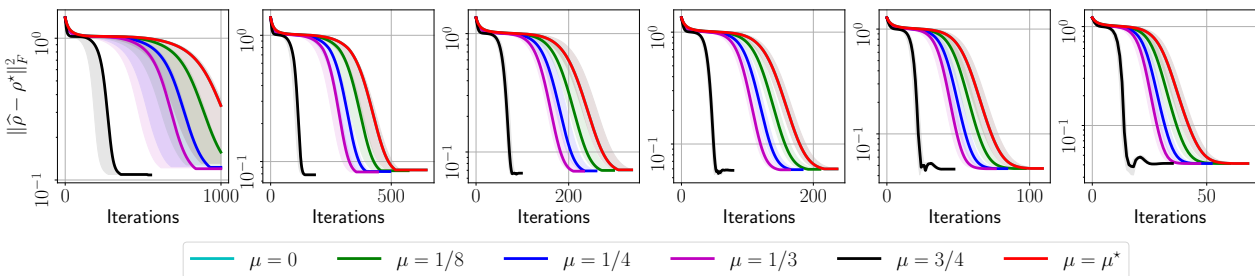 ‖ρ̂ − ρ⋆‖²_F
10⁰
10⁻¹
0 1000
Iterations
10⁰
10⁻¹
0 500
Iterations
10⁰
10⁻¹
0 200
Iterations
10⁰
10⁻¹
0 100 200
Iterations
10⁰
10⁻¹
0 100
Iterations
10⁰
10⁻¹
0 50
Iterations
μ = 0 μ = 1/8 μ = 1/4 μ = 1/3 μ = 3/4 μ = μ⋆